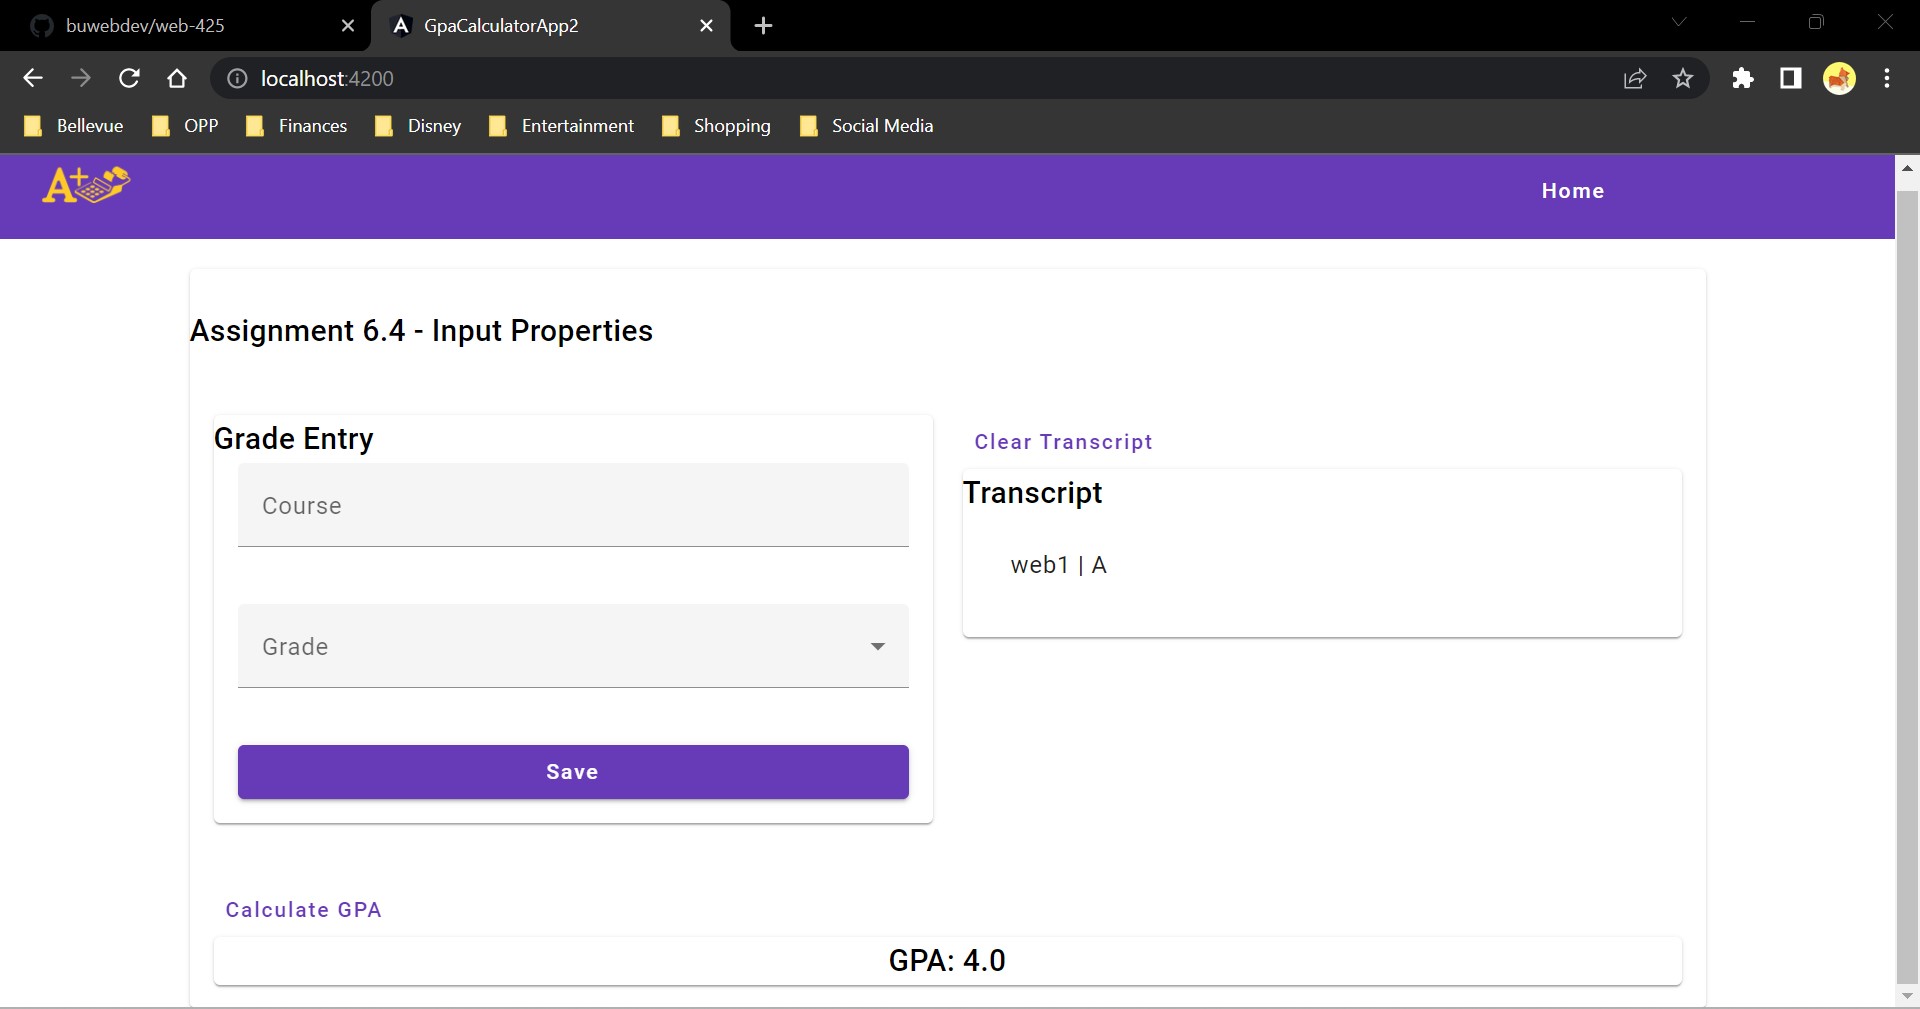 buwebdev/web-425
GpaCalculatorApp2
localhost:4200
Bellevue OPP Finances Disney Entertainment Shopping Social Media
A+
Home
Assignment 6.4 - Input Properties
Grade Entry
Course
Grade
Save
Clear Transcript
Transcript
web1 | A
Calculate GPA
GPA: 4.0